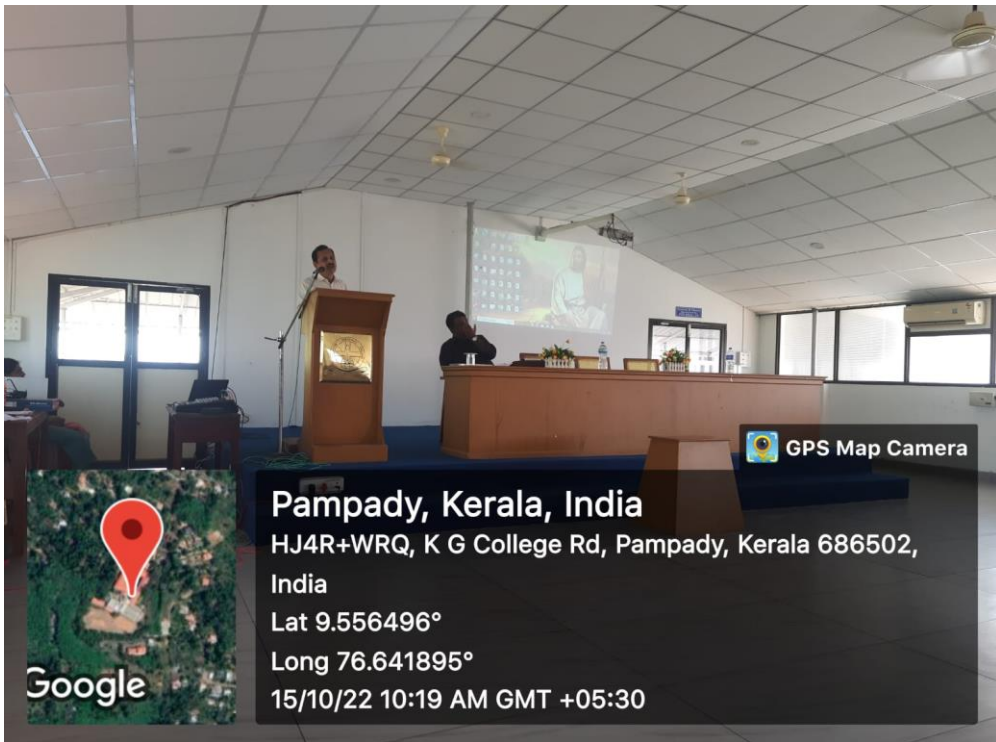 GPS Map Camera
Pampady, Kerala, India
HJ4R+WRQ, K G College Rd, Pampady, Kerala 686502,
India
Lat 9.556496°
Long 76.641895°
15/10/22 10:19 AM GMT +05:30
Google